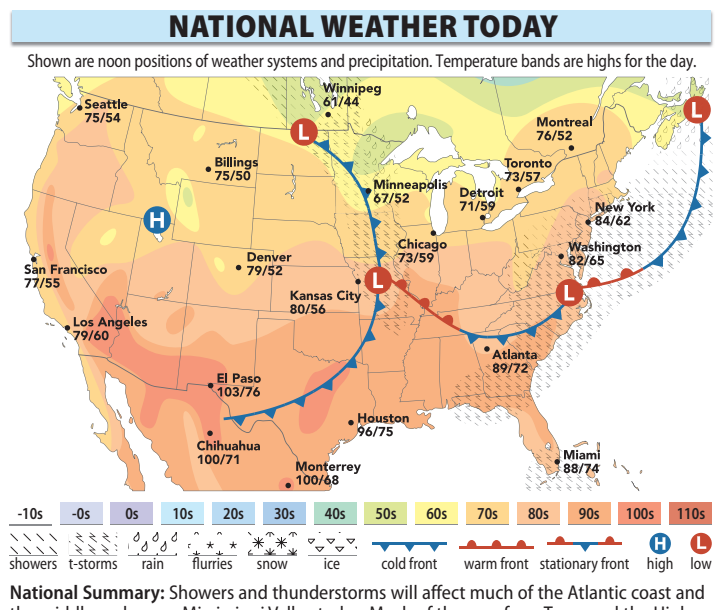 NATIONAL WEATHER TODAY
Shown are noon positions of weather systems and precipitation. Temperature bands are highs for the day.
Winnipeg
61/44
Seattle
75/54
L
L
Montreal
76/52
Billings
75/50
Toronto
73/57
Minneapolis
67/52
Detroit
71/59
H
New York
84/62
Chicago
73/59
Washington
82/65
Denver
79/52
San Francisco
77/55
Kansas City
80/56
L
L
Los Angeles
79/60
Atlanta
89/72
El Paso
103/76
Houston
96/75
Chihuahua
100/71
Monterrey
100/68
Miami
88/74
-10s -0s 0s 10s 20s 30s 40s 50s 60s 70s 80s 90s 100s 110s
H L
showers t-storms rain flurries snow ice cold front warm front stationary front high low
National Summary: Showers and thunderstorms will affect much of the Atlantic coast and